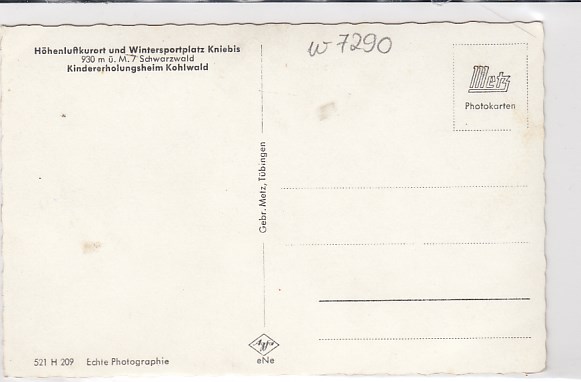 Höhenluftkurort und Wintersportplatz Kniebis
930 m ü. M. / Schwarzwald
Kindererholungsheim Kohlwald
w 7290
Metz
Photokarten
Gebr. Metz, Tübingen
Agfa
eNe
521 H 209 Echte Photographie